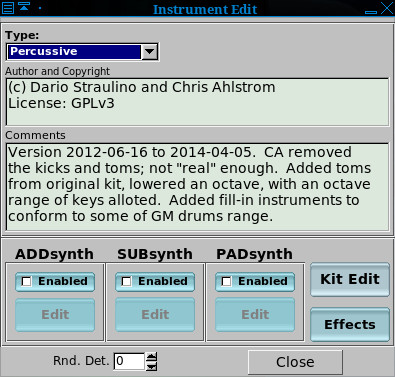 Instrument Edit
Type:
Percussive
Author and Copyright
(c) Dario Straulino and Chris Ahlstrom
License: GPLv3
Comments
Version 2012-06-16 to 2014-04-05.  CA removed
the kicks and toms; not "real" enough.  Added toms
from original kit, lowered an octave, with an octave
range of keys alloted.  Added fill-in instruments to
conform to some of GM drums range.
ADDsynth SUBsynth PADsynth
Enabled Enabled Enabled Kit Edit
Edit Edit Edit Effects
Rnd. Det. 0 Close